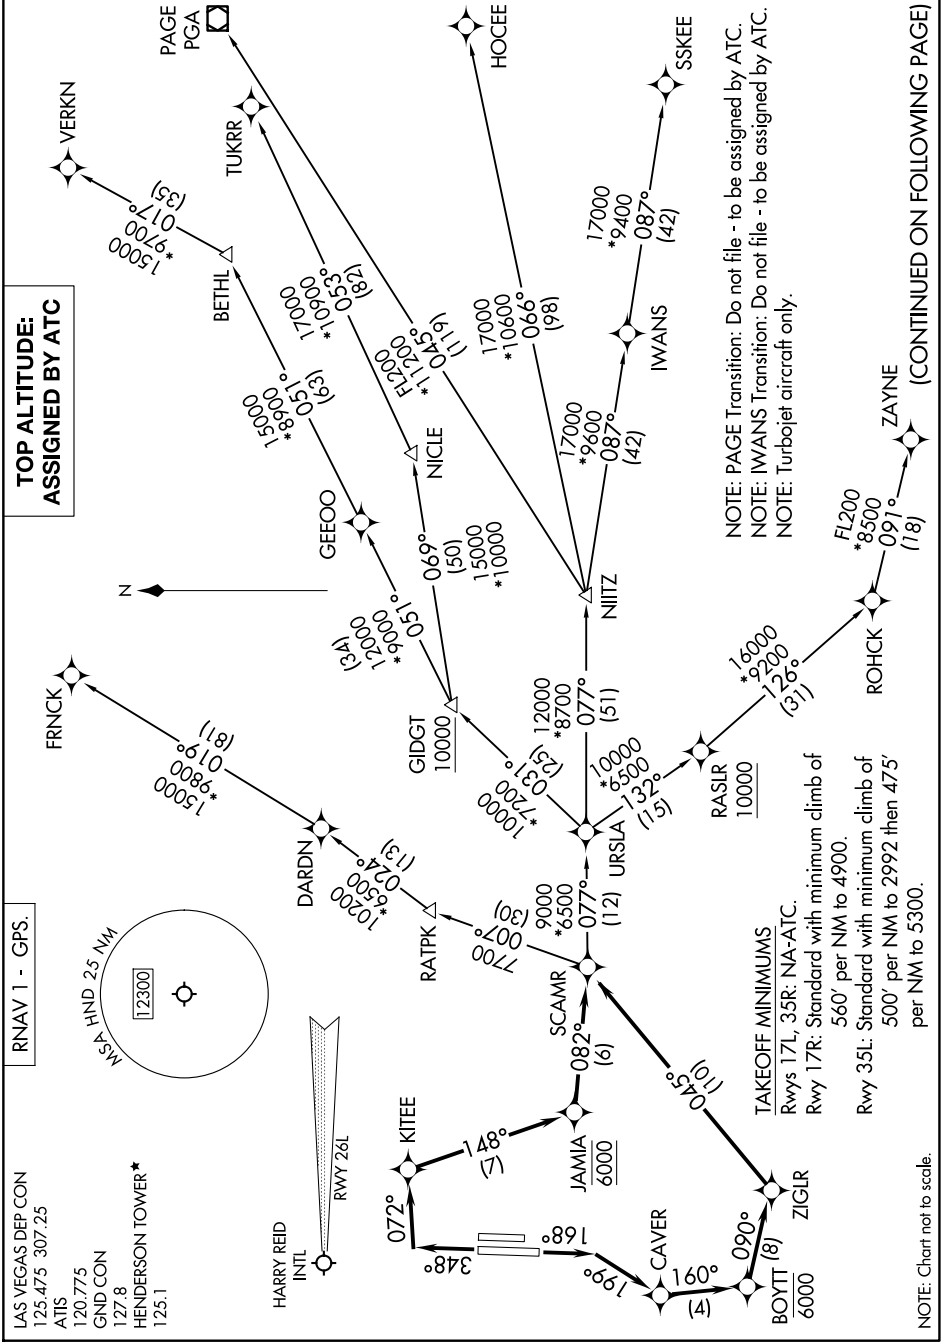 LAS VEGAS DEP CON
125.475 307.25
ATIS
120.775
GND CON
127.8
HENDERSON TOWER★
125.1
RNAV 1 - GPS.
TOP ALTITUDE:
ASSIGNED BY ATC
MSA HND 25 NM
12300
HARRY REID
INTL
RWY 26L
N
FRNCK
15000
*9800
019°
(81)
DARDN
10200
*6500
024°
(13)
RATPK
7700
007°
(30)
VERKN
15000
*9700
017°
(35)
BETHL
15000
*8900
051°
(63)
GEEOO
(34)
12000
*9000
051°
GIDGT
10000
PAGE
PGA
TUKRR
17000
*10900
053°
(82)
NICLE
069°
(50)
15000
*10000
FL200
*11200
045°
(119)
HOCEE
17000
*10600
066°
(98)
SSKEE
17000
*9400
087°
(42)
IWANS
17000
*9600
087°
(42)
NIITZ
12000
*8700
077°
(51)
10000
*7200
031°
(25)
URSLA
9000
*6500
077°
(12)
SCAMR
10000
*6500
132°
(15)
RASLR
10000
16000
*9200
126°
(31)
ROHCK
FL200
*8500
091°
(18)
ZAYNE
KITEE
072°
148°
(7)
JAMIA
6000
082°
(6)
348°
168°
199°
CAVER
160°
(4)
BOYTT
6000
090°
(8)
ZIGLR
045°
(10)
NOTE: PAGE Transition: Do not file - to be assigned by ATC.
NOTE: IWANS Transition: Do not file - to be assigned by ATC.
NOTE: Turbojet aircraft only.
TAKEOFF MINIMUMS
Rwys 17L, 35R: NA-ATC.
Rwy 17R: Standard with minimum climb of
560' per NM to 4900.
Rwy 35L: Standard with minimum climb of
500' per NM to 2992 then 475'
per NM to 5300.
NOTE: Chart not to scale.
(CONTINUED ON FOLLOWING PAGE)